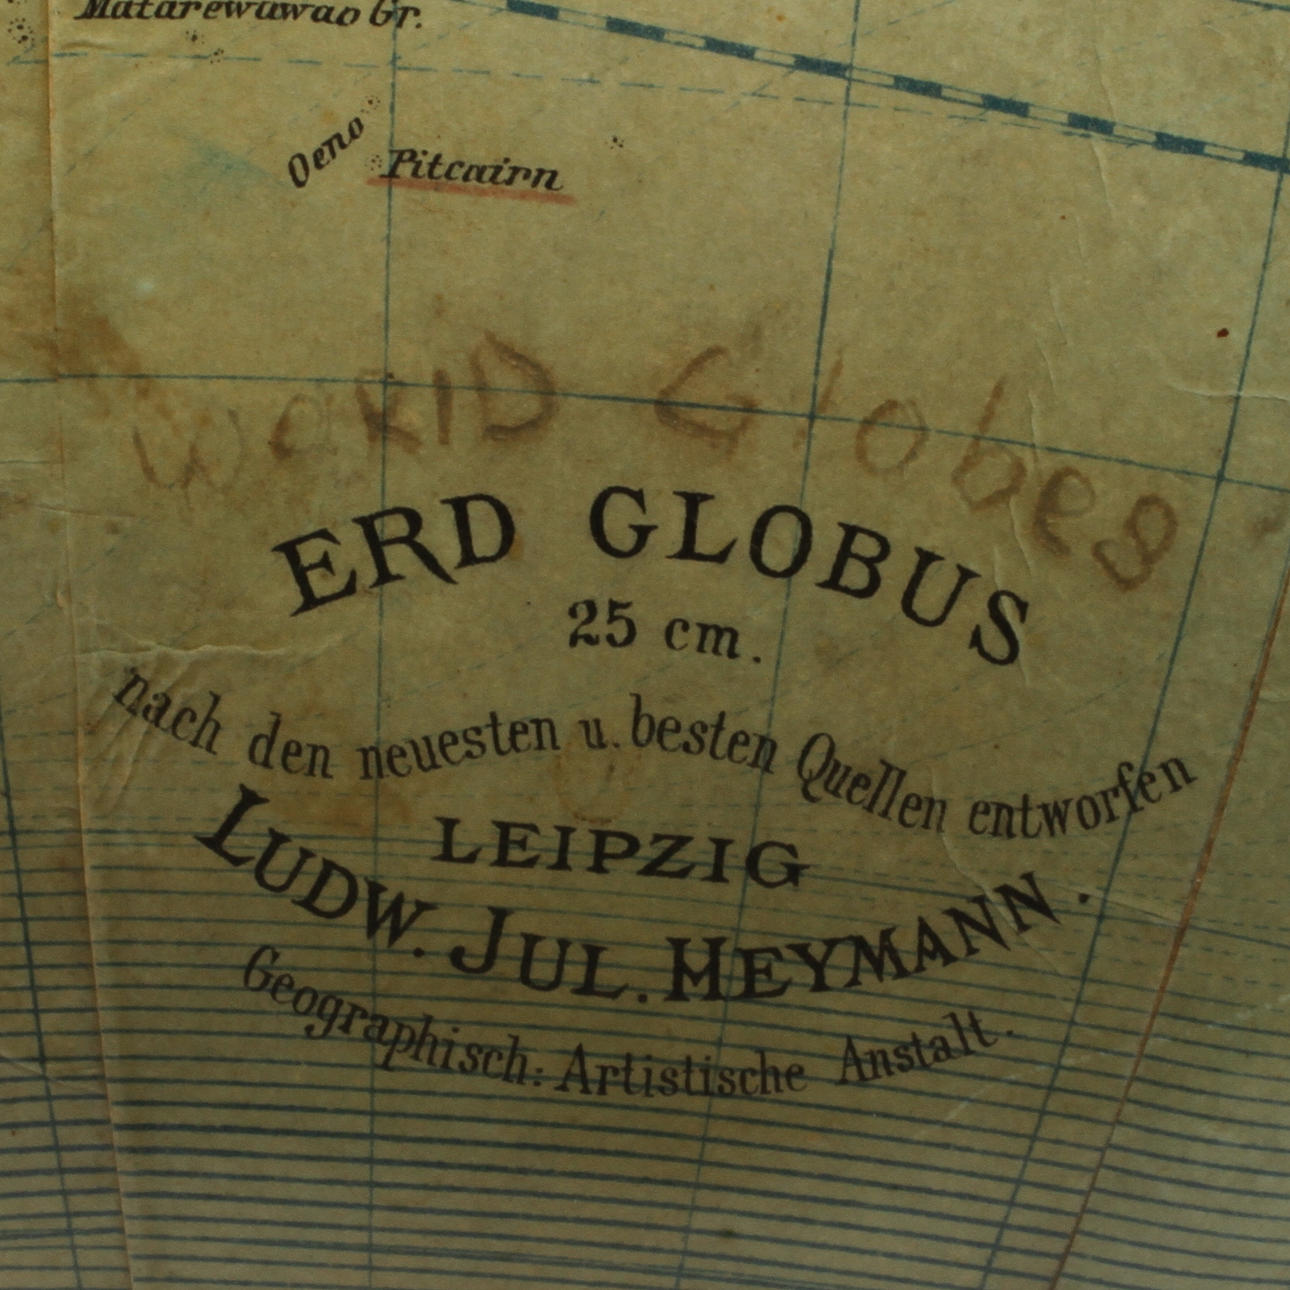 Matarewawao Gr.
Oeno
Pitcairn
WORlD Globes
ERD GLOBUS
25 cm.
nach den neuesten u. besten Quellen entworfen
LEIPZIG
LUDW. JUL. HEYMANN.
Geographisch: Artistische Anstalt.